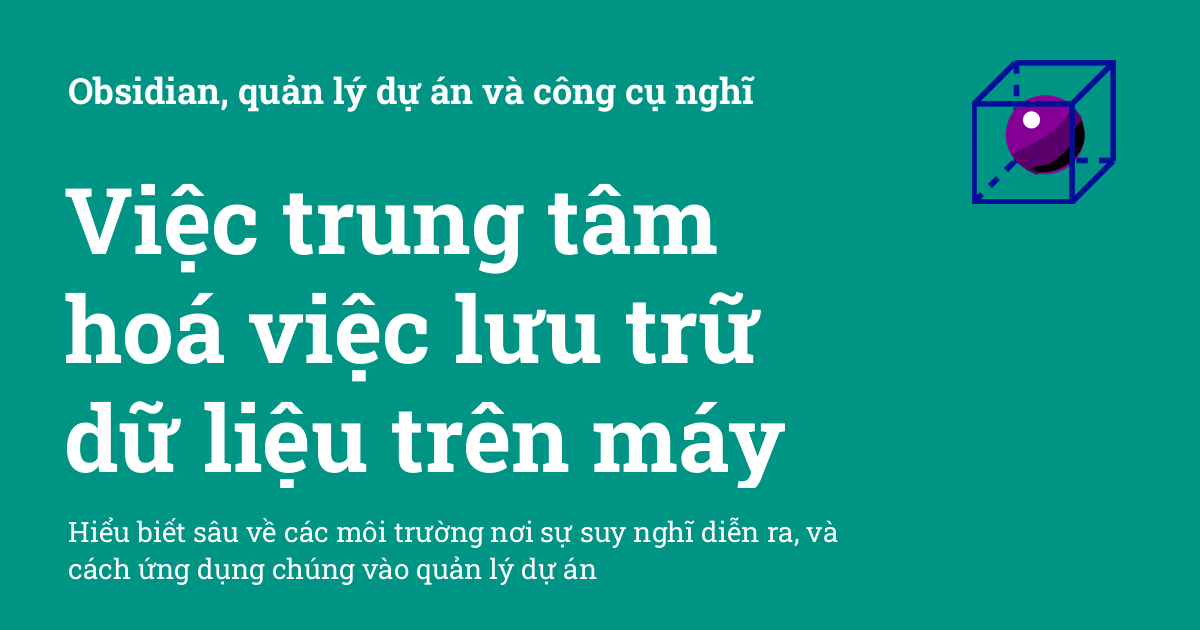 Obsidian, quản lý dự án và công cụ nghĩ
Việc trung tâm
hoá việc lưu trữ
dữ liệu trên máy
Hiểu biết sâu về các môi trường nơi sự suy nghĩ diễn ra, và
cách ứng dụng chúng vào quản lý dự án